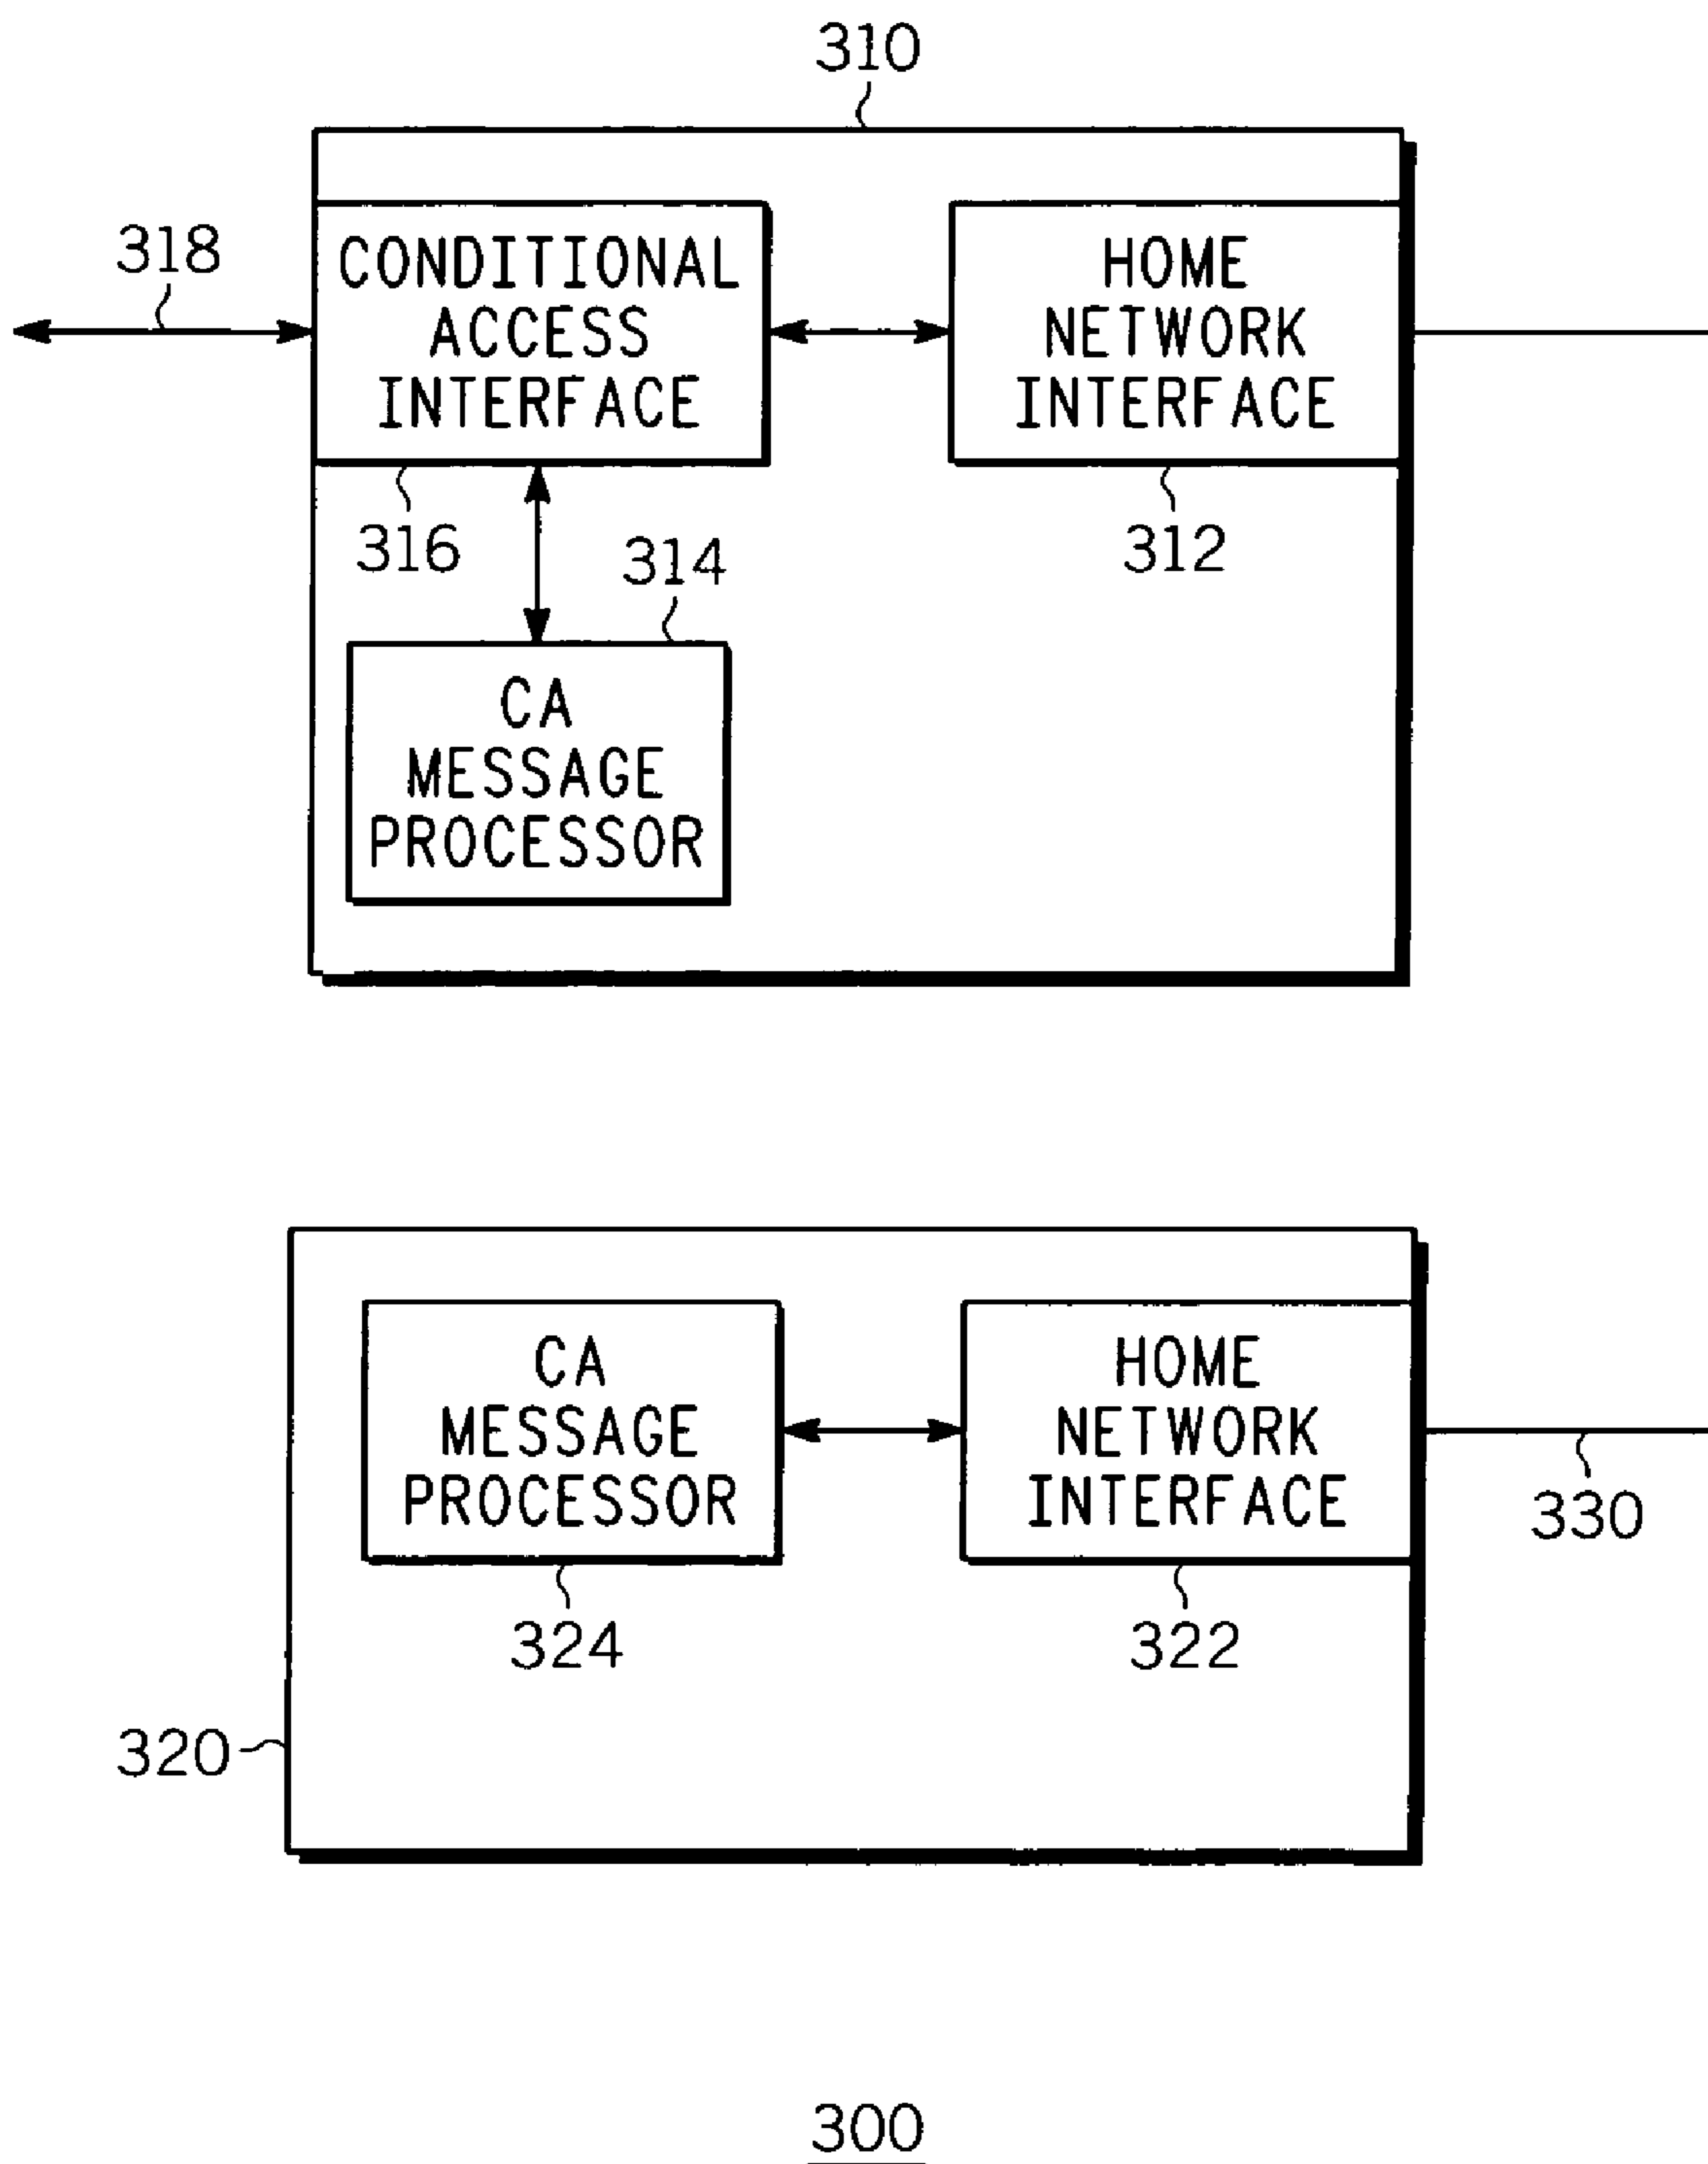 310
318
CONDITIONAL
ACCESS
INTERFACE
HOME
NETWORK
INTERFACE
316
312
314
CA
MESSAGE
PROCESSOR
CA
MESSAGE
PROCESSOR
HOME
NETWORK
INTERFACE
330
324
322
320
300